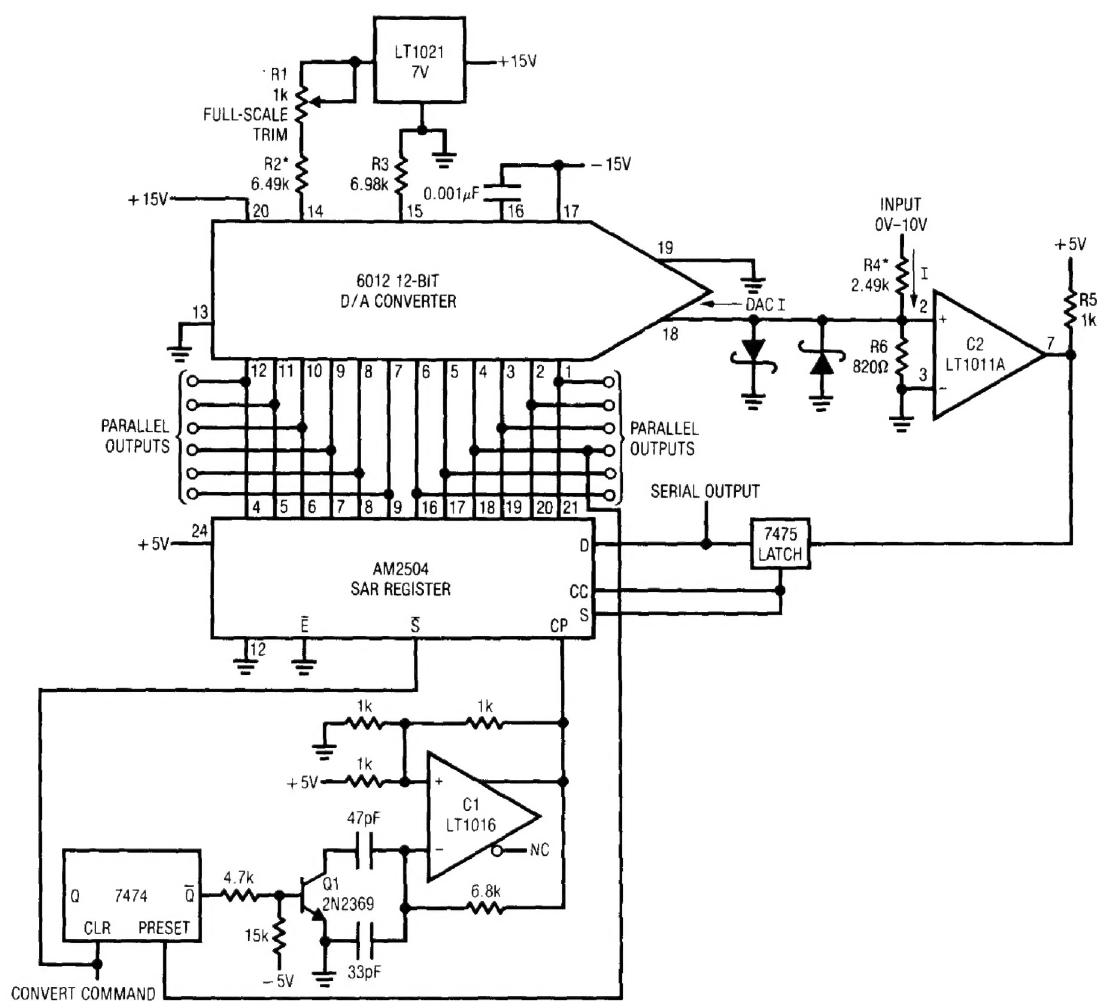 LT1021
7V
+15V
R1
1k
FULL-SCALE
TRIM
R2*
6.49k
R3
6.98k
0.001µF
−15V
+15V
20
14
15
16
17
INPUT
0V-10V
+5V
19
R4*
2.49k
I
R5
1k
6012 12-BIT
D/A CONVERTER
DAC I
13
18
2
+
C2
LT1011A
7
R6
820Ω
3
−
12
11
10
9
8
7
6
5
4
3
2
1
PARALLEL
OUTPUTS
PARALLEL
OUTPUTS
SERIAL OUTPUT
4
5
6
7
8
9
16
17
18
19
20
21
24
+5V
D
7475
LATCH
AM2504
SAR REGISTER
CC
S
12
E̅
S̅
CP
1k
1k
+5V
1k
+
C1
LT1016
47pF
−
NC
Q
7474
Q̅
4.7k
Q1
2N2369
6.8k
CLR
PRESET
15k
33pF
−5V
CONVERT COMMAND